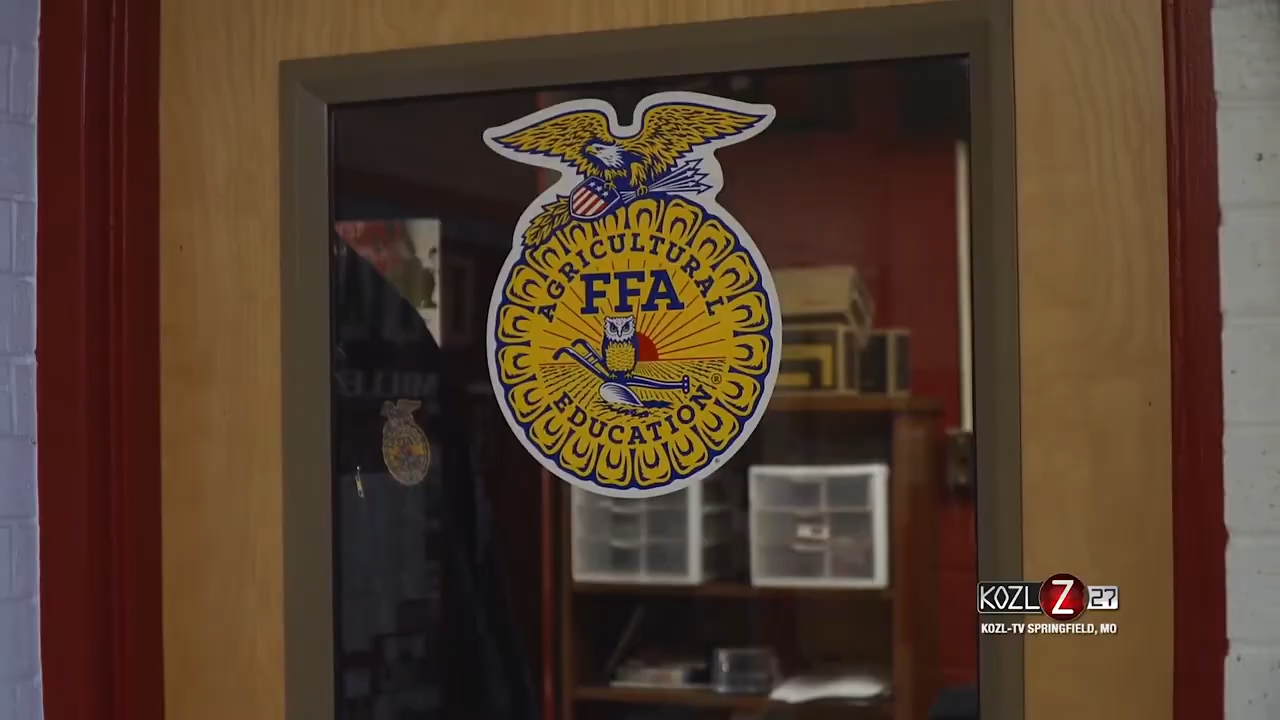 AGRICULTURAL
FFA
EDUCATION
®
KOZL Z 27
KOZL-TV SPRINGFIELD, MO